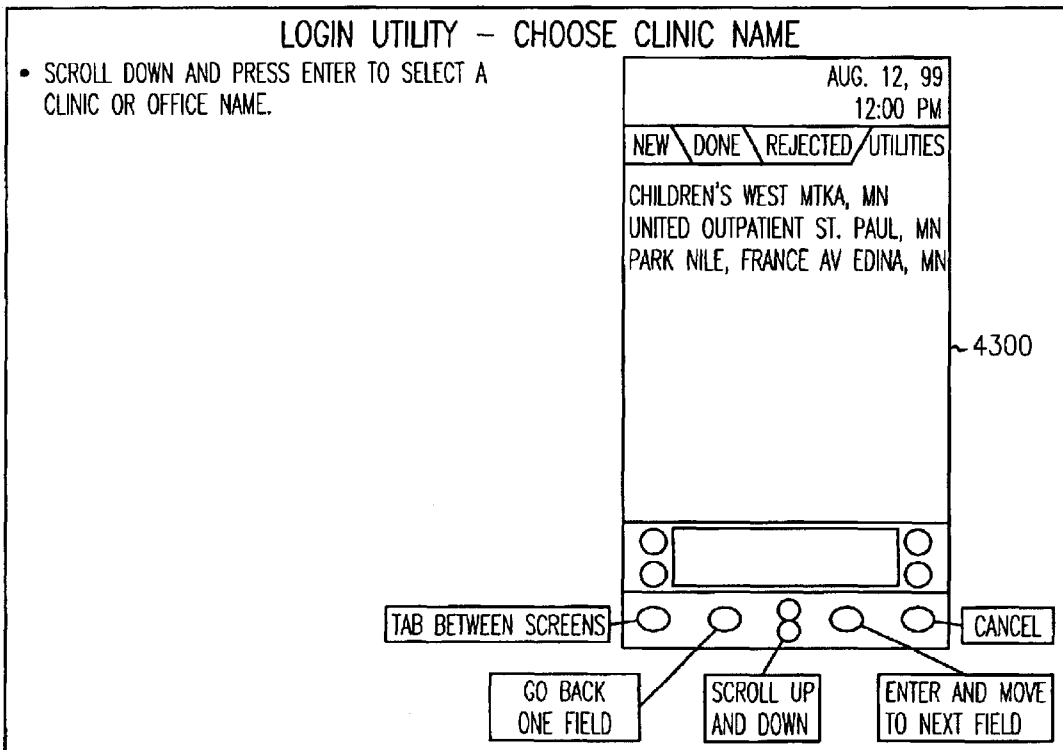 LOGIN UTILITY – CHOOSE CLINIC NAME
• SCROLL DOWN AND PRESS ENTER TO SELECT A
CLINIC OR OFFICE NAME.
AUG. 12, 99
12:00 PM
NEW DONE REJECTED UTILITIES
CHILDREN'S WEST MTKA, MN
UNITED OUTPATIENT ST. PAUL, MN
PARK NILE, FRANCE AV EDINA, MN
4300
TAB BETWEEN SCREENS
CANCEL
GO BACK
ONE FIELD
SCROLL UP
AND DOWN
ENTER AND MOVE
TO NEXT FIELD